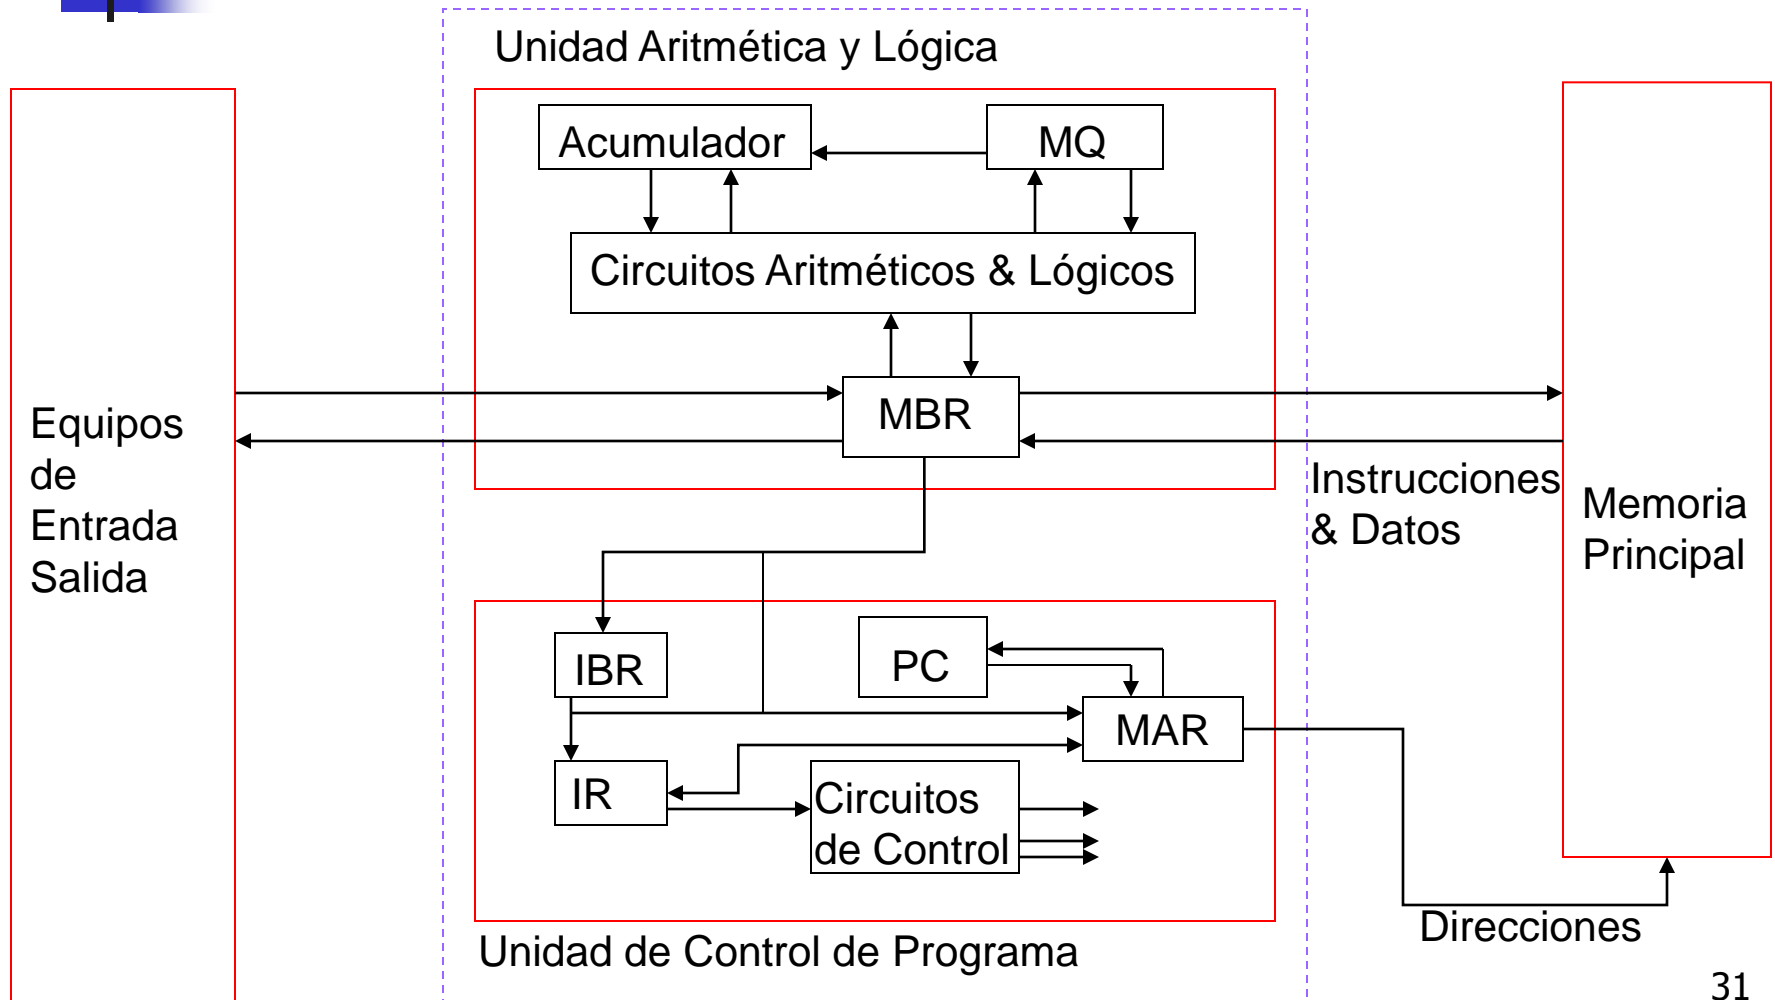 Unidad Aritmética y Lógica
Acumulador
MQ
Circuitos Aritméticos & Lógicos
MBR
Equipos
de
Entrada
Salida
Instrucciones
& Datos
Memoria
Principal
IBR
PC
MAR
IR
Circuitos
de Control
Direcciones
Unidad de Control de Programa
31